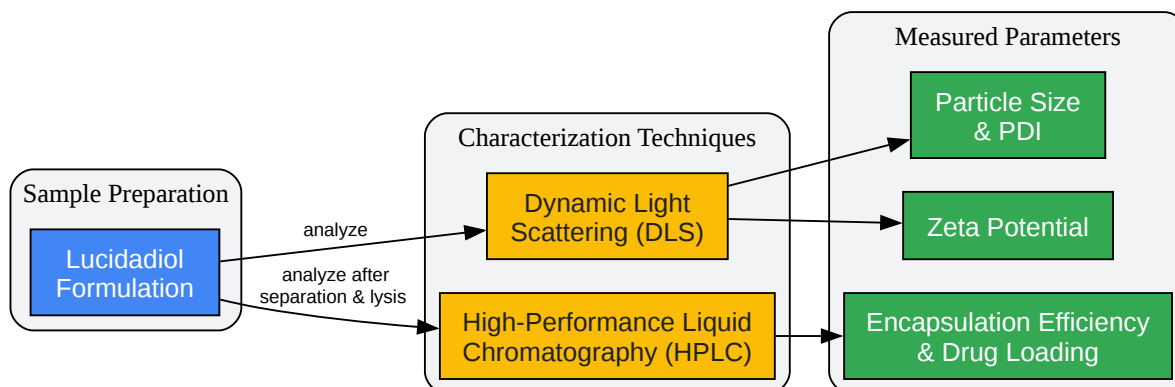 Sample Preparation
Lucidadiol
Formulation
analyze
analyze after
separation & lysis
Characterization Techniques
Dynamic Light
Scattering (DLS)
High-Performance Liquid
Chromatography (HPLC)
Measured Parameters
Particle Size
& PDI
Zeta Potential
Encapsulation Efficiency
& Drug Loading